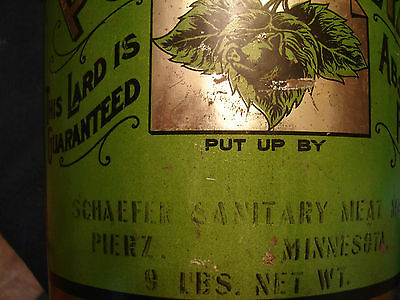 THIS LARD IS
GUARANTEED
PUT UP BY
SCHAEFER SANITARY MEAT
PIERZ, MINNESOTA.
9 LBS. NET WT.